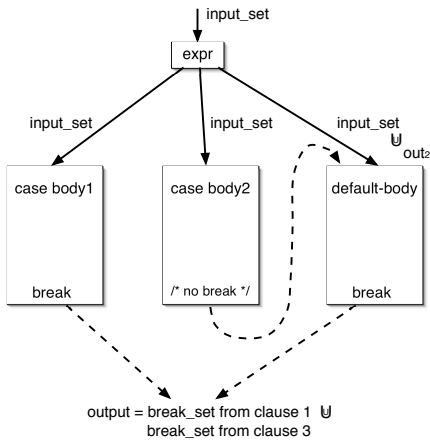 input_set
expr
input_set input_set input_set
⋓ out₂
case body1 case body2 default-body
break /* no break */ break
output = break_set from clause 1 ⋓
break_set from clause 3